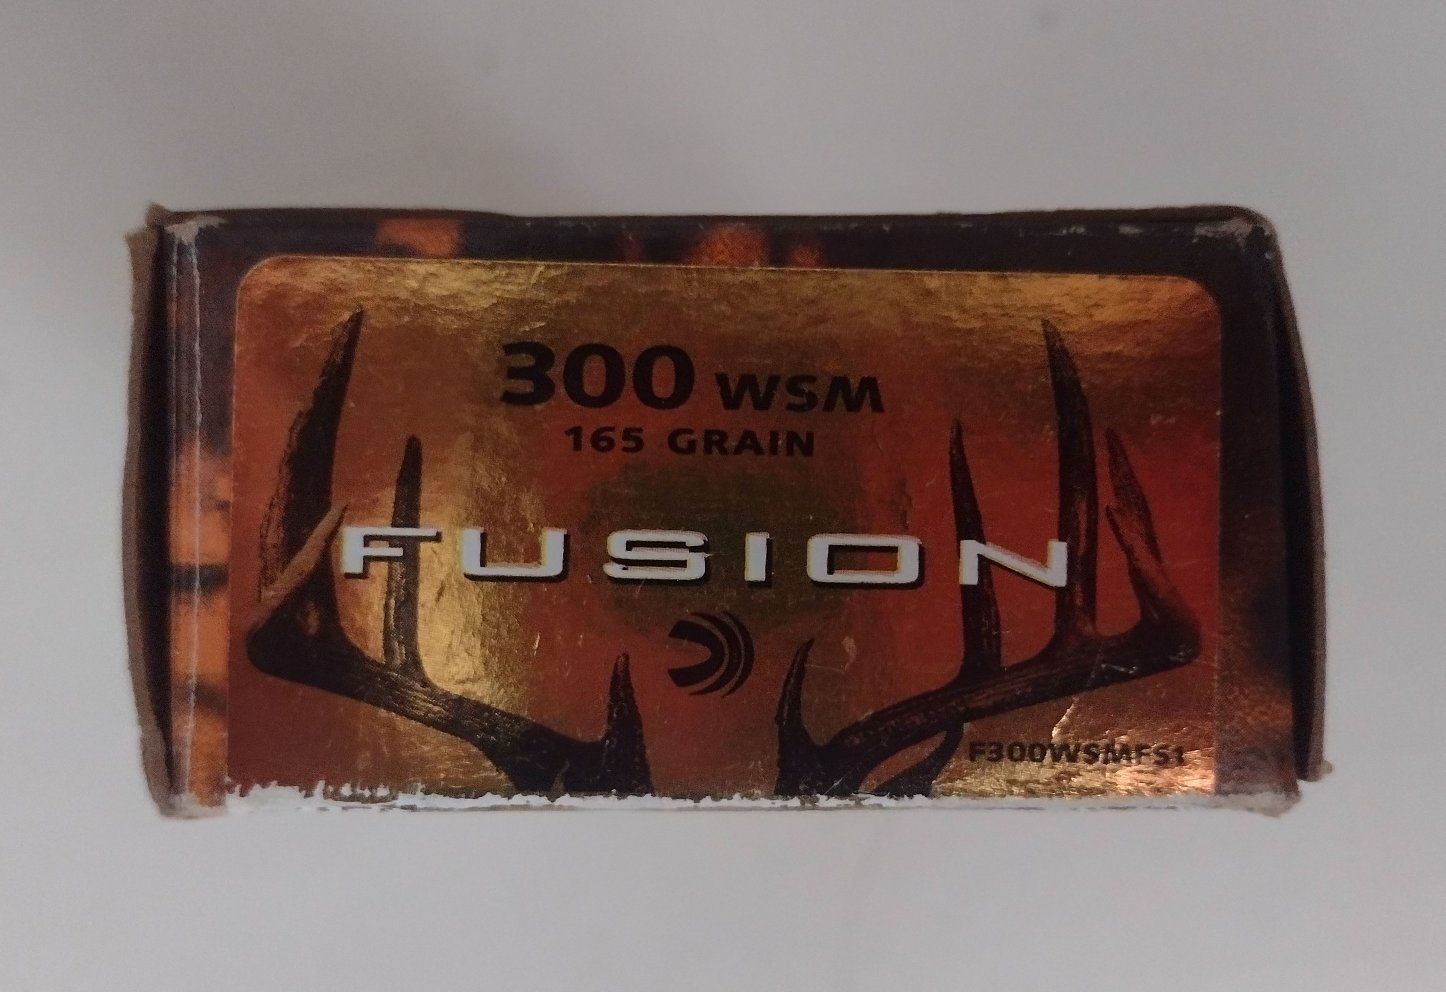 300 WSM
165 GRAIN
FUSION
F300WSMFS1